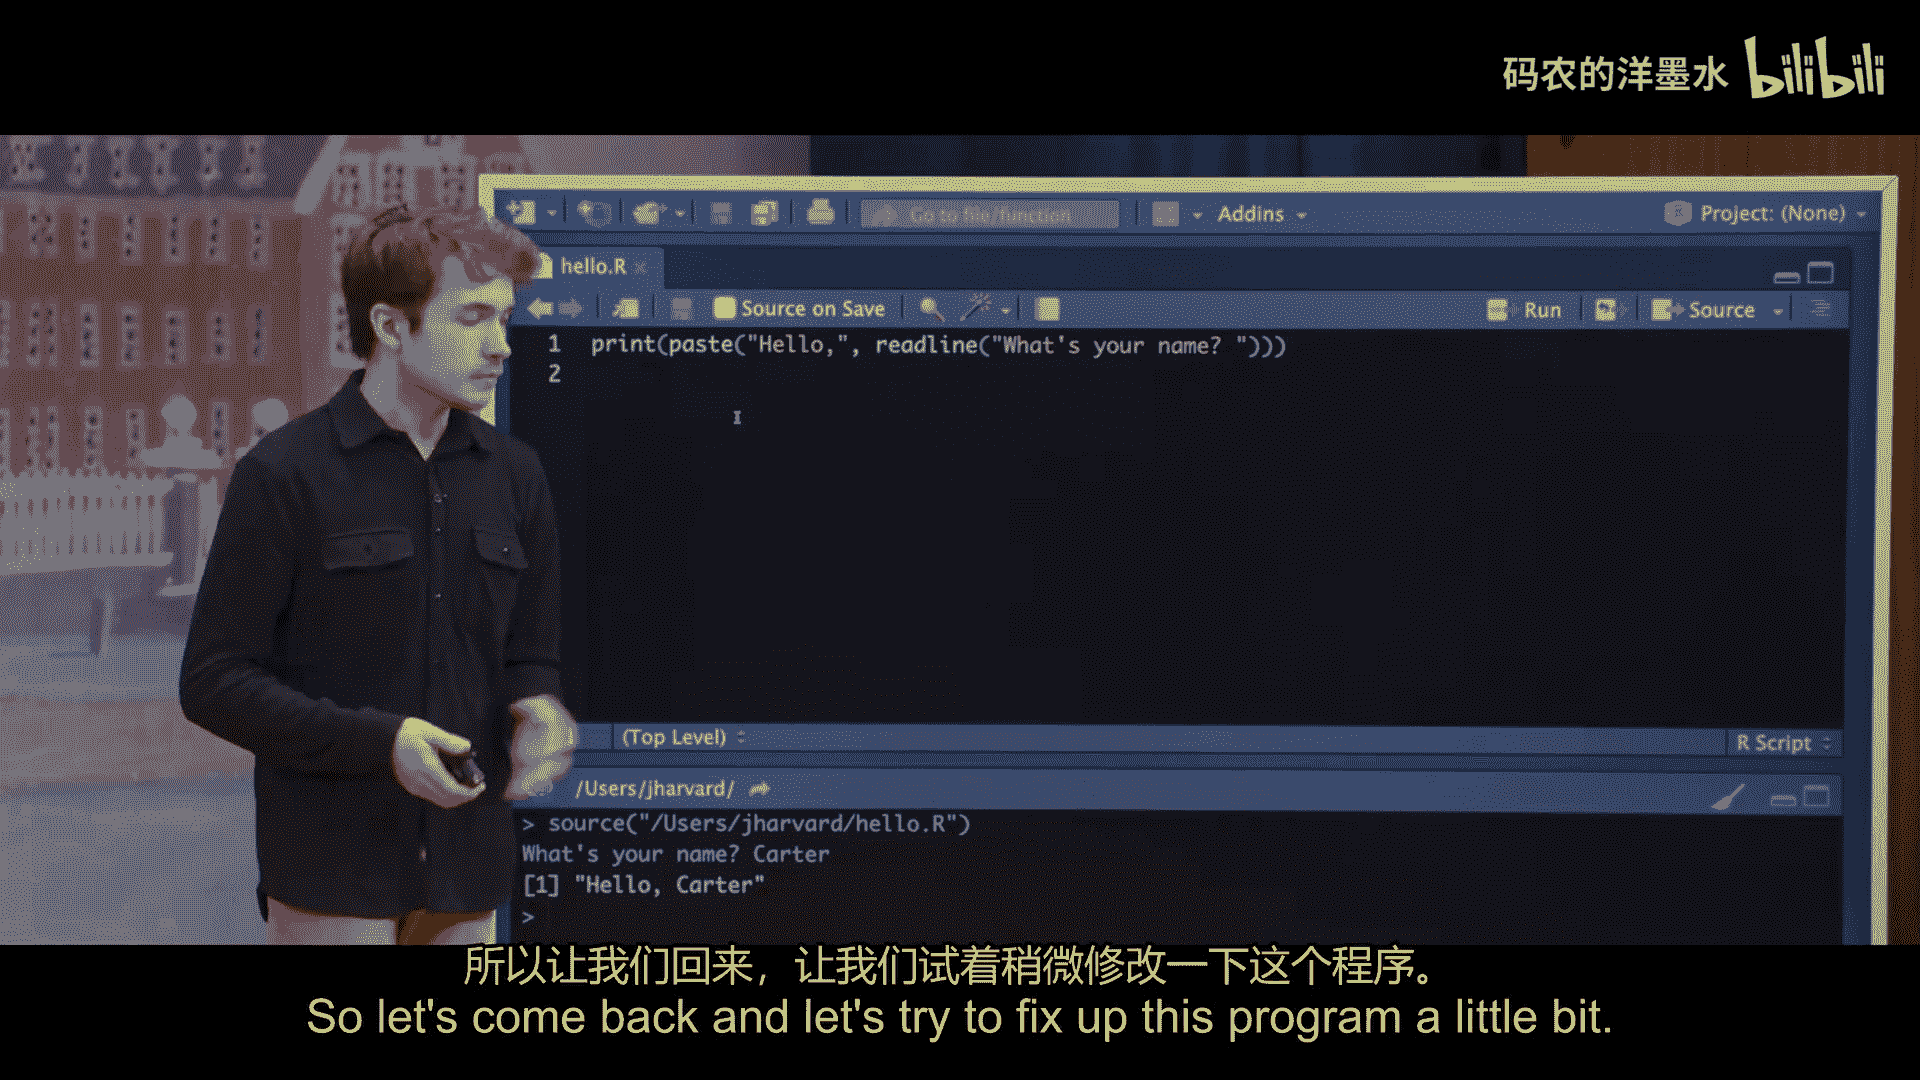 码农的洋墨水 bilibili
Go to file/function
Addins
Project: (None)
hello.R
Source on Save
Run
Source
1 print(paste("Hello,", readline("What's your name? ")))
2
(Top Level)
R Script
/Users/jharvard/
> source("/Users/jharvard/hello.R")
What's your name? Carter
[1] "Hello, Carter"
>
所以让我们回来，让我们试着稍微修改一下这个程序。
So let's come back and let's try to fix up this program a little bit.